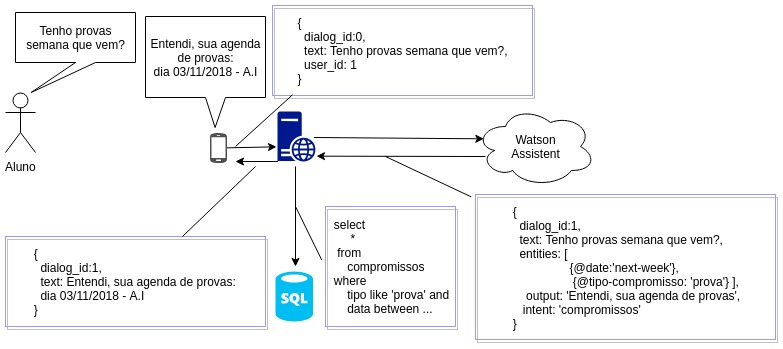 Tenho provas
semana que vem?
Entendi, sua agenda
de provas:
dia 03/11/2018 - A.I
{
dialog_id:0,
text: Tenho provas semana que vem?,
user_id: 1
}
Aluno
Watson
Assistent
{
dialog_id:1,
text: Entendi, sua agenda de provas:
dia 03/11/2018 - A.I
}
SQL
select
*
from
compromissos
where
tipo like 'prova' and
data between ...
{
dialog_id:1,
text: Tenho provas semana que vem?,
entities: [
{@date:'next-week'},
{@tipo-compromisso: 'prova'} ],
output: 'Entendi, sua agenda de provas',
intent: 'compromissos'
}